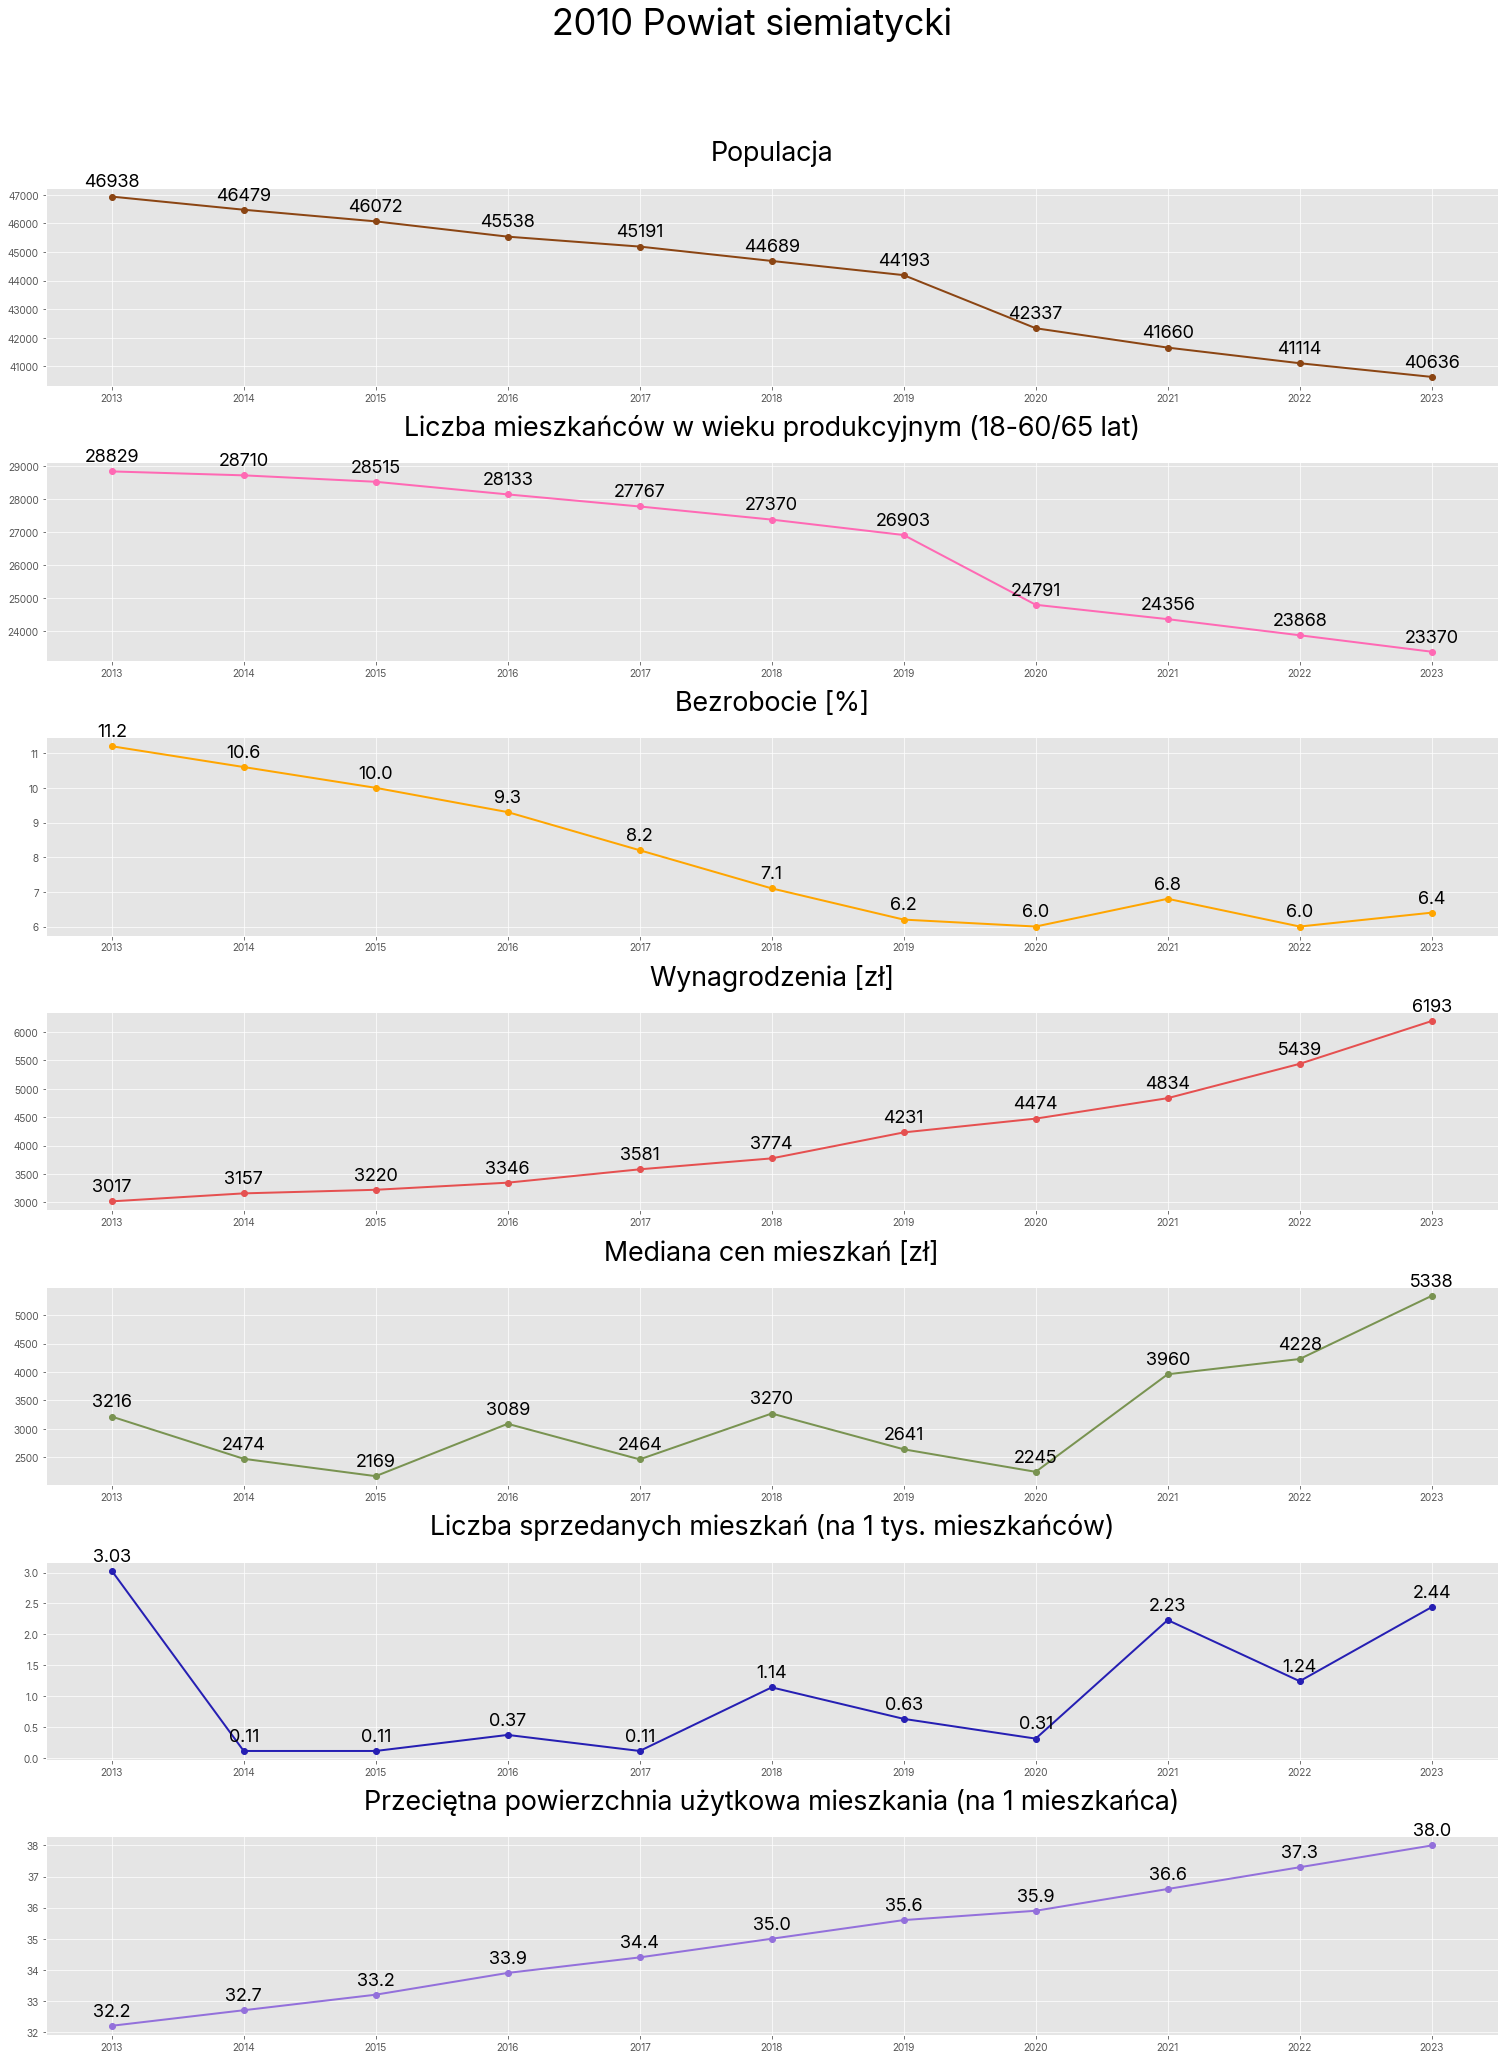 2010 Powiat siemiatycki
Populacja
46938 46479 46072 45538 45191 44689 44193 42337 41660 41114 40636
47000
46000
45000
44000
43000
42000
41000
2013 2014 2015 2016 2017 2018 2019 2020 2021 2022 2023
Liczba mieszkańców w wieku produkcyjnym (18-60/65 lat)
28829 28710 28515 28133 27767 27370 26903 24791 24356 23868 23370
29000
28000
27000
26000
25000
24000
2013 2014 2015 2016 2017 2018 2019 2020 2021 2022 2023
Bezrobocie [%]
11.2 10.6 10.0 9.3 8.2 7.1 6.2 6.0 6.8 6.0 6.4
11
10
9
8
7
6
2013 2014 2015 2016 2017 2018 2019 2020 2021 2022 2023
Wynagrodzenia [zł]
3017 3157 3220 3346 3581 3774 4231 4474 4834 5439 6193
6000
5500
5000
4500
4000
3500
3000
2013 2014 2015 2016 2017 2018 2019 2020 2021 2022 2023
Mediana cen mieszkań [zł]
3216 2474 2169 3089 2464 3270 2641 2245 3960 4228 5338
5000
4500
4000
3500
3000
2500
2013 2014 2015 2016 2017 2018 2019 2020 2021 2022 2023
Liczba sprzedanych mieszkań (na 1 tys. mieszkańców)
3.03 0.11 0.11 0.37 0.11 1.14 0.63 0.31 2.23 1.24 2.44
3.0
2.5
2.0
1.5
1.0
0.5
0.0
2013 2014 2015 2016 2017 2018 2019 2020 2021 2022 2023
Przeciętna powierzchnia użytkowa mieszkania (na 1 mieszkańca)
32.2 32.7 33.2 33.9 34.4 35.0 35.6 35.9 36.6 37.3 38.0
38
37
36
35
34
33
32
2013 2014 2015 2016 2017 2018 2019 2020 2021 2022 2023